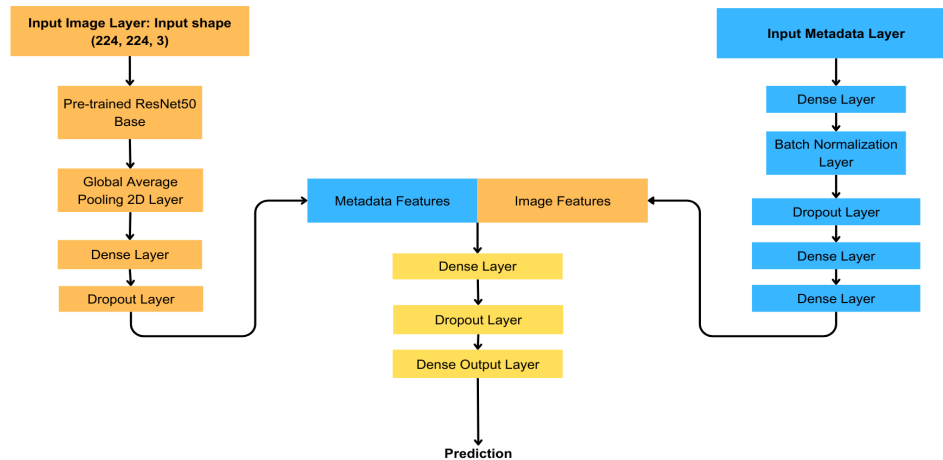 Input Image Layer: Input shape
(224, 224, 3)
Pre-trained ResNet50
Base
Global Average
Pooling 2D Layer
Dense Layer
Dropout Layer
Metadata Features
Image Features
Dense Layer
Dropout Layer
Dense Output Layer
Prediction
Input Metadata Layer
Dense Layer
Batch Normalization
Layer
Dropout Layer
Dense Layer
Dense Layer